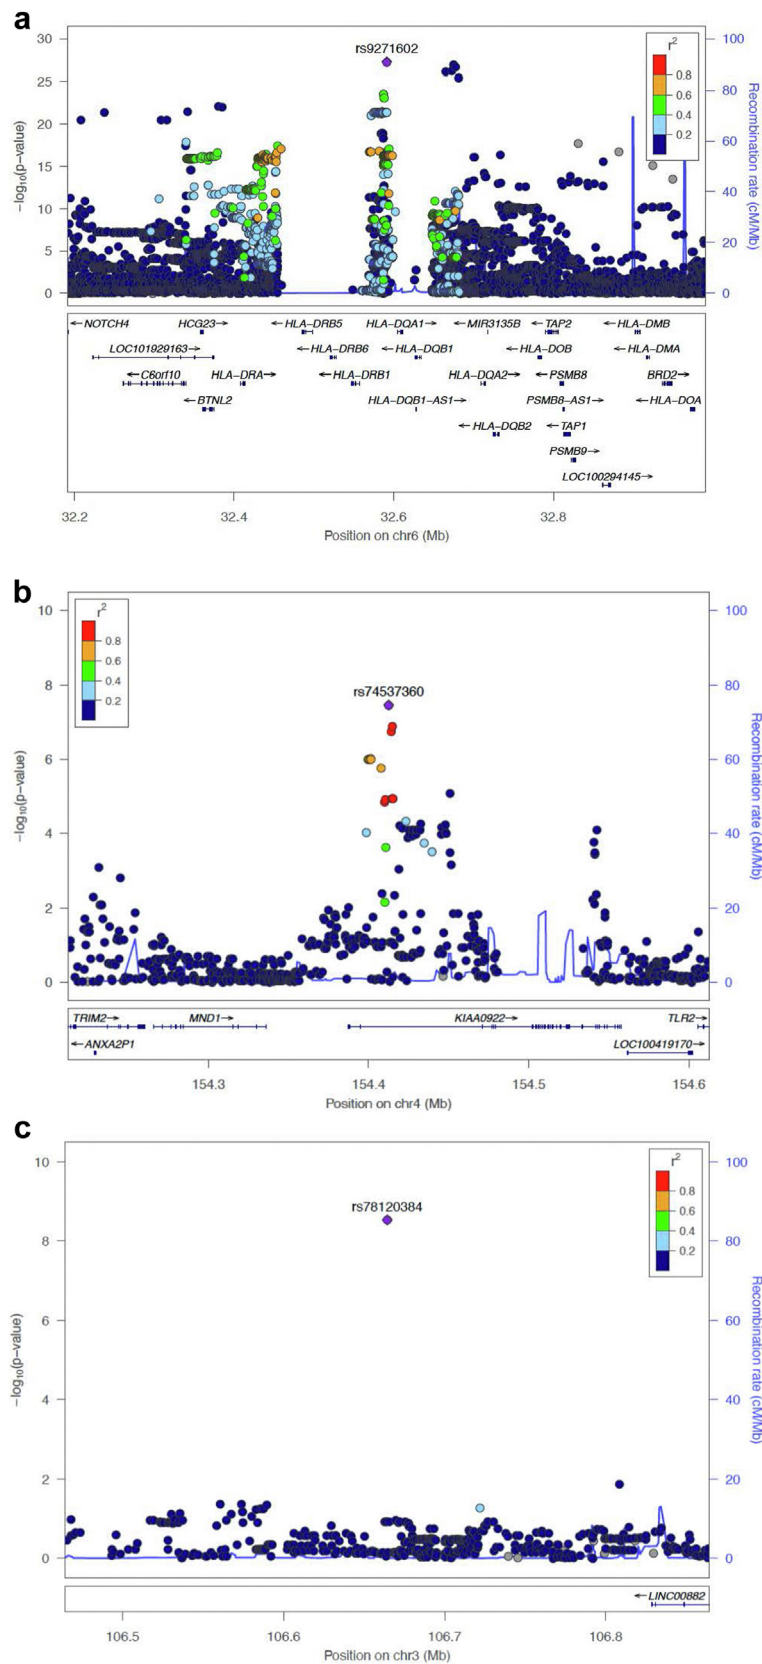 a
rs9271602
r2
0.8
0.6
0.4
0.2
30
25
20
15
10
5
0
100
80
60
40
20
0
−log10(p−value)
Recombination rate (cM/Mb)
←NOTCH4
HCG23→
←HLA−DRB5
HLA−DQA1→
←MIR3135B
←TAP2
←HLA−DMB
LOC101929163→
←HLA−DRB6
←HLA−DQB1
←HLA−DOB
←HLA−DMA
←C6orf10
HLA−DRA→
←HLA−DRB1
HLA−DQA2→
←PSMB8
BRD2→
←BTNL2
HLA−DQB1−AS1→
PSMB8−AS1→
←HLA−DOA
←HLA−DQB2
←TAP1
PSMB9→
LOC100294145→
32.2
32.4
32.6
32.8
Position on chr6 (Mb)
b
r2
0.8
0.6
0.4
0.2
rs74537360
10
8
6
4
2
0
100
80
60
40
20
0
−log10(p−value)
Recombination rate (cM/Mb)
TRIM2→
MND1→
KIAA0922→
TLR2→
←ANXA2P1
LOC100419170→
154.3
154.4
154.5
154.6
Position on chr4 (Mb)
c
rs78120384
r2
0.8
0.6
0.4
0.2
10
8
6
4
2
0
100
80
60
40
20
0
−log10(p−value)
Recombination rate (cM/Mb)
←LINC00882
106.5
106.6
106.7
106.8
Position on chr3 (Mb)